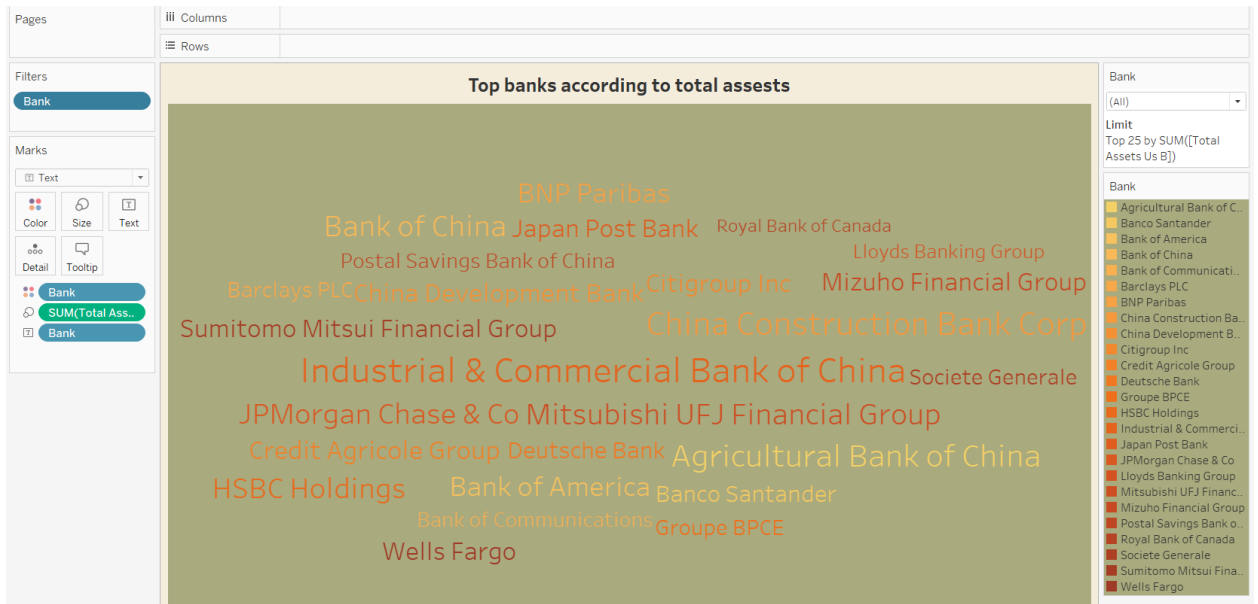 Pages
Columns
Rows
Filters
Bank
Marks
Text
Color Size Text
Detail Tooltip
Bank
SUM(Total Ass..
Bank
Top banks according to total assests
BNP Paribas
Bank of China Japan Post Bank Royal Bank of Canada
Lloyds Banking Group
Postal Savings Bank of China
Barclays PLC China Development Bank Citigroup Inc Mizuho Financial Group
Sumitomo Mitsui Financial Group China Construction Bank Corp
Industrial & Commercial Bank of China Societe Generale
JPMorgan Chase & Co Mitsubishi UFJ Financial Group
Credit Agricole Group Deutsche Bank Agricultural Bank of China
HSBC Holdings Bank of America Banco Santander
Bank of Communications Groupe BPCE
Wells Fargo
Bank
(All)
Limit
Top 25 by SUM([Total
Assets Us B])
Bank
Agricultural Bank of C..
Banco Santander
Bank of America
Bank of China
Bank of Communicati..
Barclays PLC
BNP Paribas
China Construction Ba..
China Development B..
Citigroup Inc
Credit Agricole Group
Deutsche Bank
Groupe BPCE
HSBC Holdings
Industrial & Commerci..
Japan Post Bank
JPMorgan Chase & Co
Lloyds Banking Group
Mitsubishi UFJ Financ..
Mizuho Financial Group
Postal Savings Bank o..
Royal Bank of Canada
Societe Generale
Sumitomo Mitsui Fina..
Wells Fargo